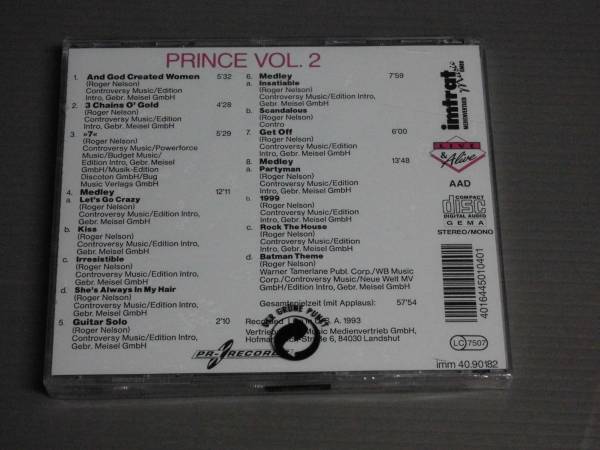 PRINCE VOL. 2
1. And God Created Women 5'32
(Roger Nelson)
Controversy Music/Edition
Intro, Gebr. Meisel GmbH
2. 3 Chains O' Gold 4'28
(Roger Nelson)
Controversy Music/Edition
Intro, Gebr. Meisel GmbH
3. »7« 5'29
(Roger Nelson)
Controversy Music/Powerforce
Music/Budget Music/
Edition Intro, Gebr. Meisel
GmbH/Musik-Edition
Discoton GmbH/Bug
Music Verlags GmbH
4. Medley 12'11
a. Let's Go Crazy
(Roger Nelson)
Controversy Music/Edition Intro,
Gebr. Meisel GmbH
b. Kiss
(Roger Nelson)
Controversy Music/Edition Intro,
Gebr. Meisel GmbH
c. Irresistible
(Roger Nelson)
Controversy Music/Edition Intro,
Gebr. Meisel GmbH
d. She's Always In My Hair
(Roger Nelson)
Controversy Music/Edition Intro,
Gebr. Meisel GmbH
5. Guitar Solo 2'10
(Roger Nelson)
Controversy Music/Edition Intro,
Gebr. Meisel GmbH
6. Medley 7'59
a. Insatiable
(Roger Nelson)
Controversy Music/Edition Intro,
Gebr. Meisel GmbH
b. Scandalous
(Roger Nelson)
Contro
7. Get Off 6'00
(Roger Nelson)
Controversy Music/Edition Intro,
Gebr. Meisel GmbH
8. Medley 13'48
a. Partyman
(Roger Nelson)
Controversy Music/Edition Intro,
Gebr. Meisel GmbH
b. 1999
(Roger Nelson)
Controversy Music/Edition Intro,
Gebr. Meisel GmbH
c. Rock The House
(Roger Nelson)
Controversy Music/Edition Intro,
Gebr. Meisel GmbH
d. Batman Theme
(Roger Nelson)
Warner Tamerlane Publ. Corp./WB Music
Corp./Controversy Music/Neue Welt MV
GmbH/Edition Intro, Gebr. Meisel GmbH
Gesamtspielzeit (mit Applaus): 57'54
Recorded S. A. 1993
Vertrieb Music Medienvertrieb GmbH,
Hofma Straße 6, 84030 Landshut
DER GRÜNE PUNKT
PR-RECORDS
imtrat
LIVE
& Alive
AAD
COMPACT
disc
DIGITAL AUDIO
GEMA
STEREO/MONO
4016445010401
LC 7507
imm 40.90182